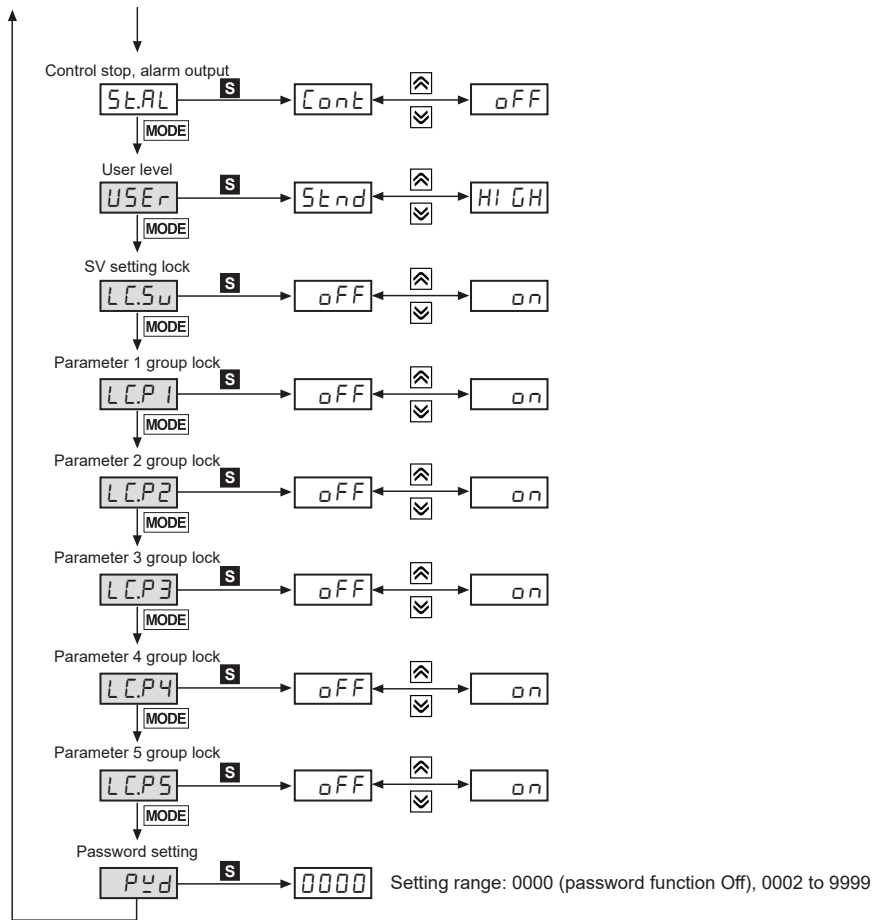 Control stop, alarm output
St.AL S Cont oFF
MODE
User level
USEr S Stnd HIGH
MODE
SV setting lock
LC.Sv S oFF on
MODE
Parameter 1 group lock
LC.P1 S oFF on
MODE
Parameter 2 group lock
LC.P2 S oFF on
MODE
Parameter 3 group lock
LC.P3 S oFF on
MODE
Parameter 4 group lock
LC.P4 S oFF on
MODE
Parameter 5 group lock
LC.P5 S oFF on
MODE
Password setting
PWd S 0000 Setting range: 0000 (password function Off), 0002 to 9999